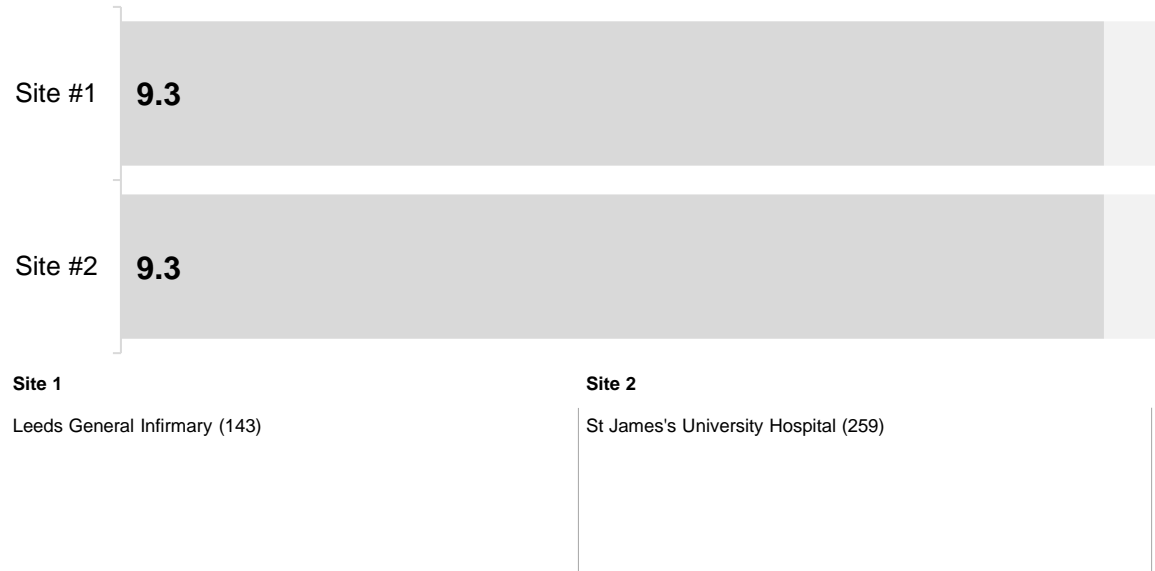 Site #1 9.3
Site #2 9.3
Site 1
Leeds General Infirmary (143)
Site 2
St James's University Hospital (259)